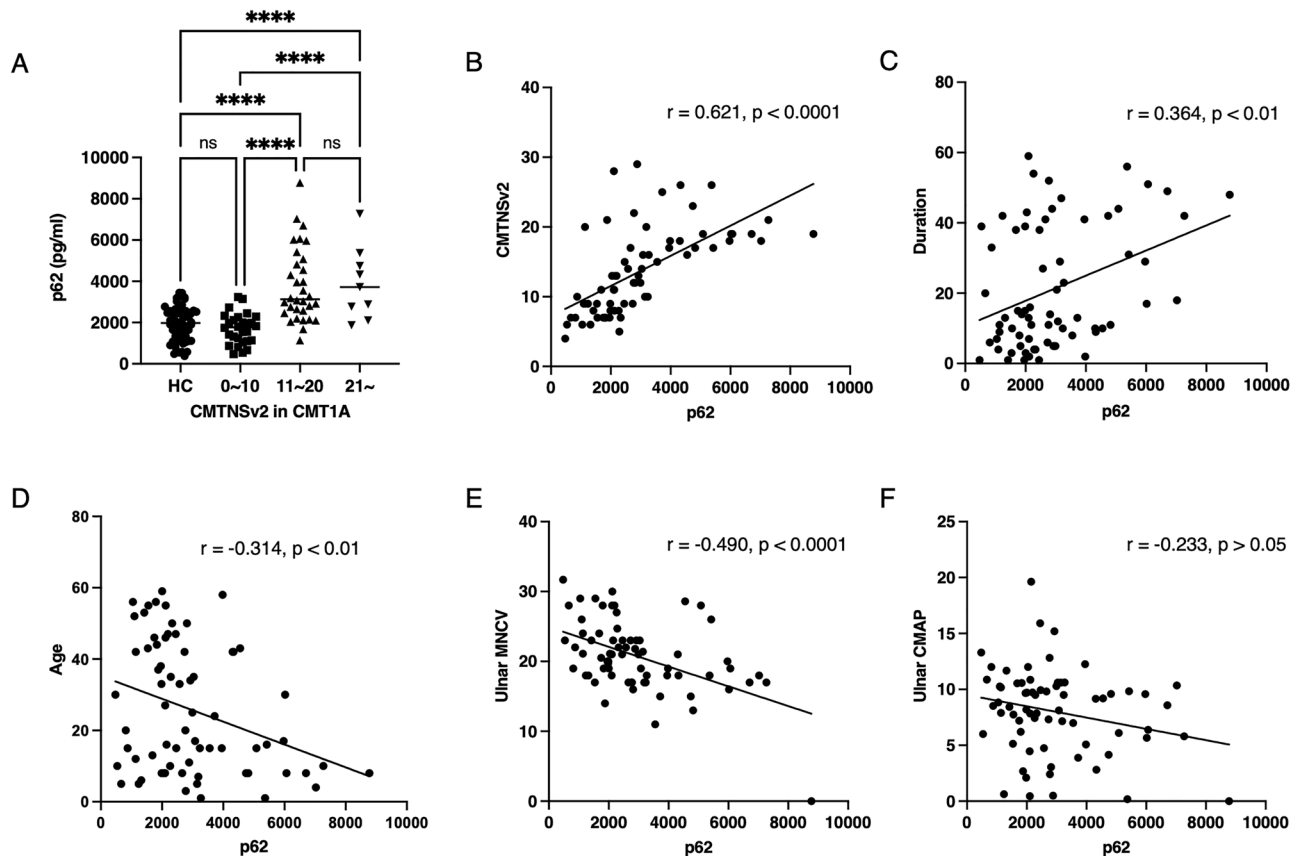 A
****
****
****
ns
****
ns
p62 (pg/ml)
10000
8000
6000
4000
2000
0
HC
0~10
11~20
21~
CMTNSv2 in CMT1A
B
r = 0.621, p < 0.0001
CMTNSv2
40
30
20
10
0
0
2000
4000
6000
8000
10000
p62
C
r = 0.364, p < 0.01
Duration
80
60
40
20
0
0
2000
4000
6000
8000
10000
p62
D
r = -0.314, p < 0.01
Age
80
60
40
20
0
0
2000
4000
6000
8000
10000
p62
E
r = -0.490, p < 0.0001
Ulnar MNCV
40
30
20
10
0
0
2000
4000
6000
8000
10000
p62
F
r = -0.233, p > 0.05
Ulnar CMAP
25
20
15
10
5
0
0
2000
4000
6000
8000
10000
p62